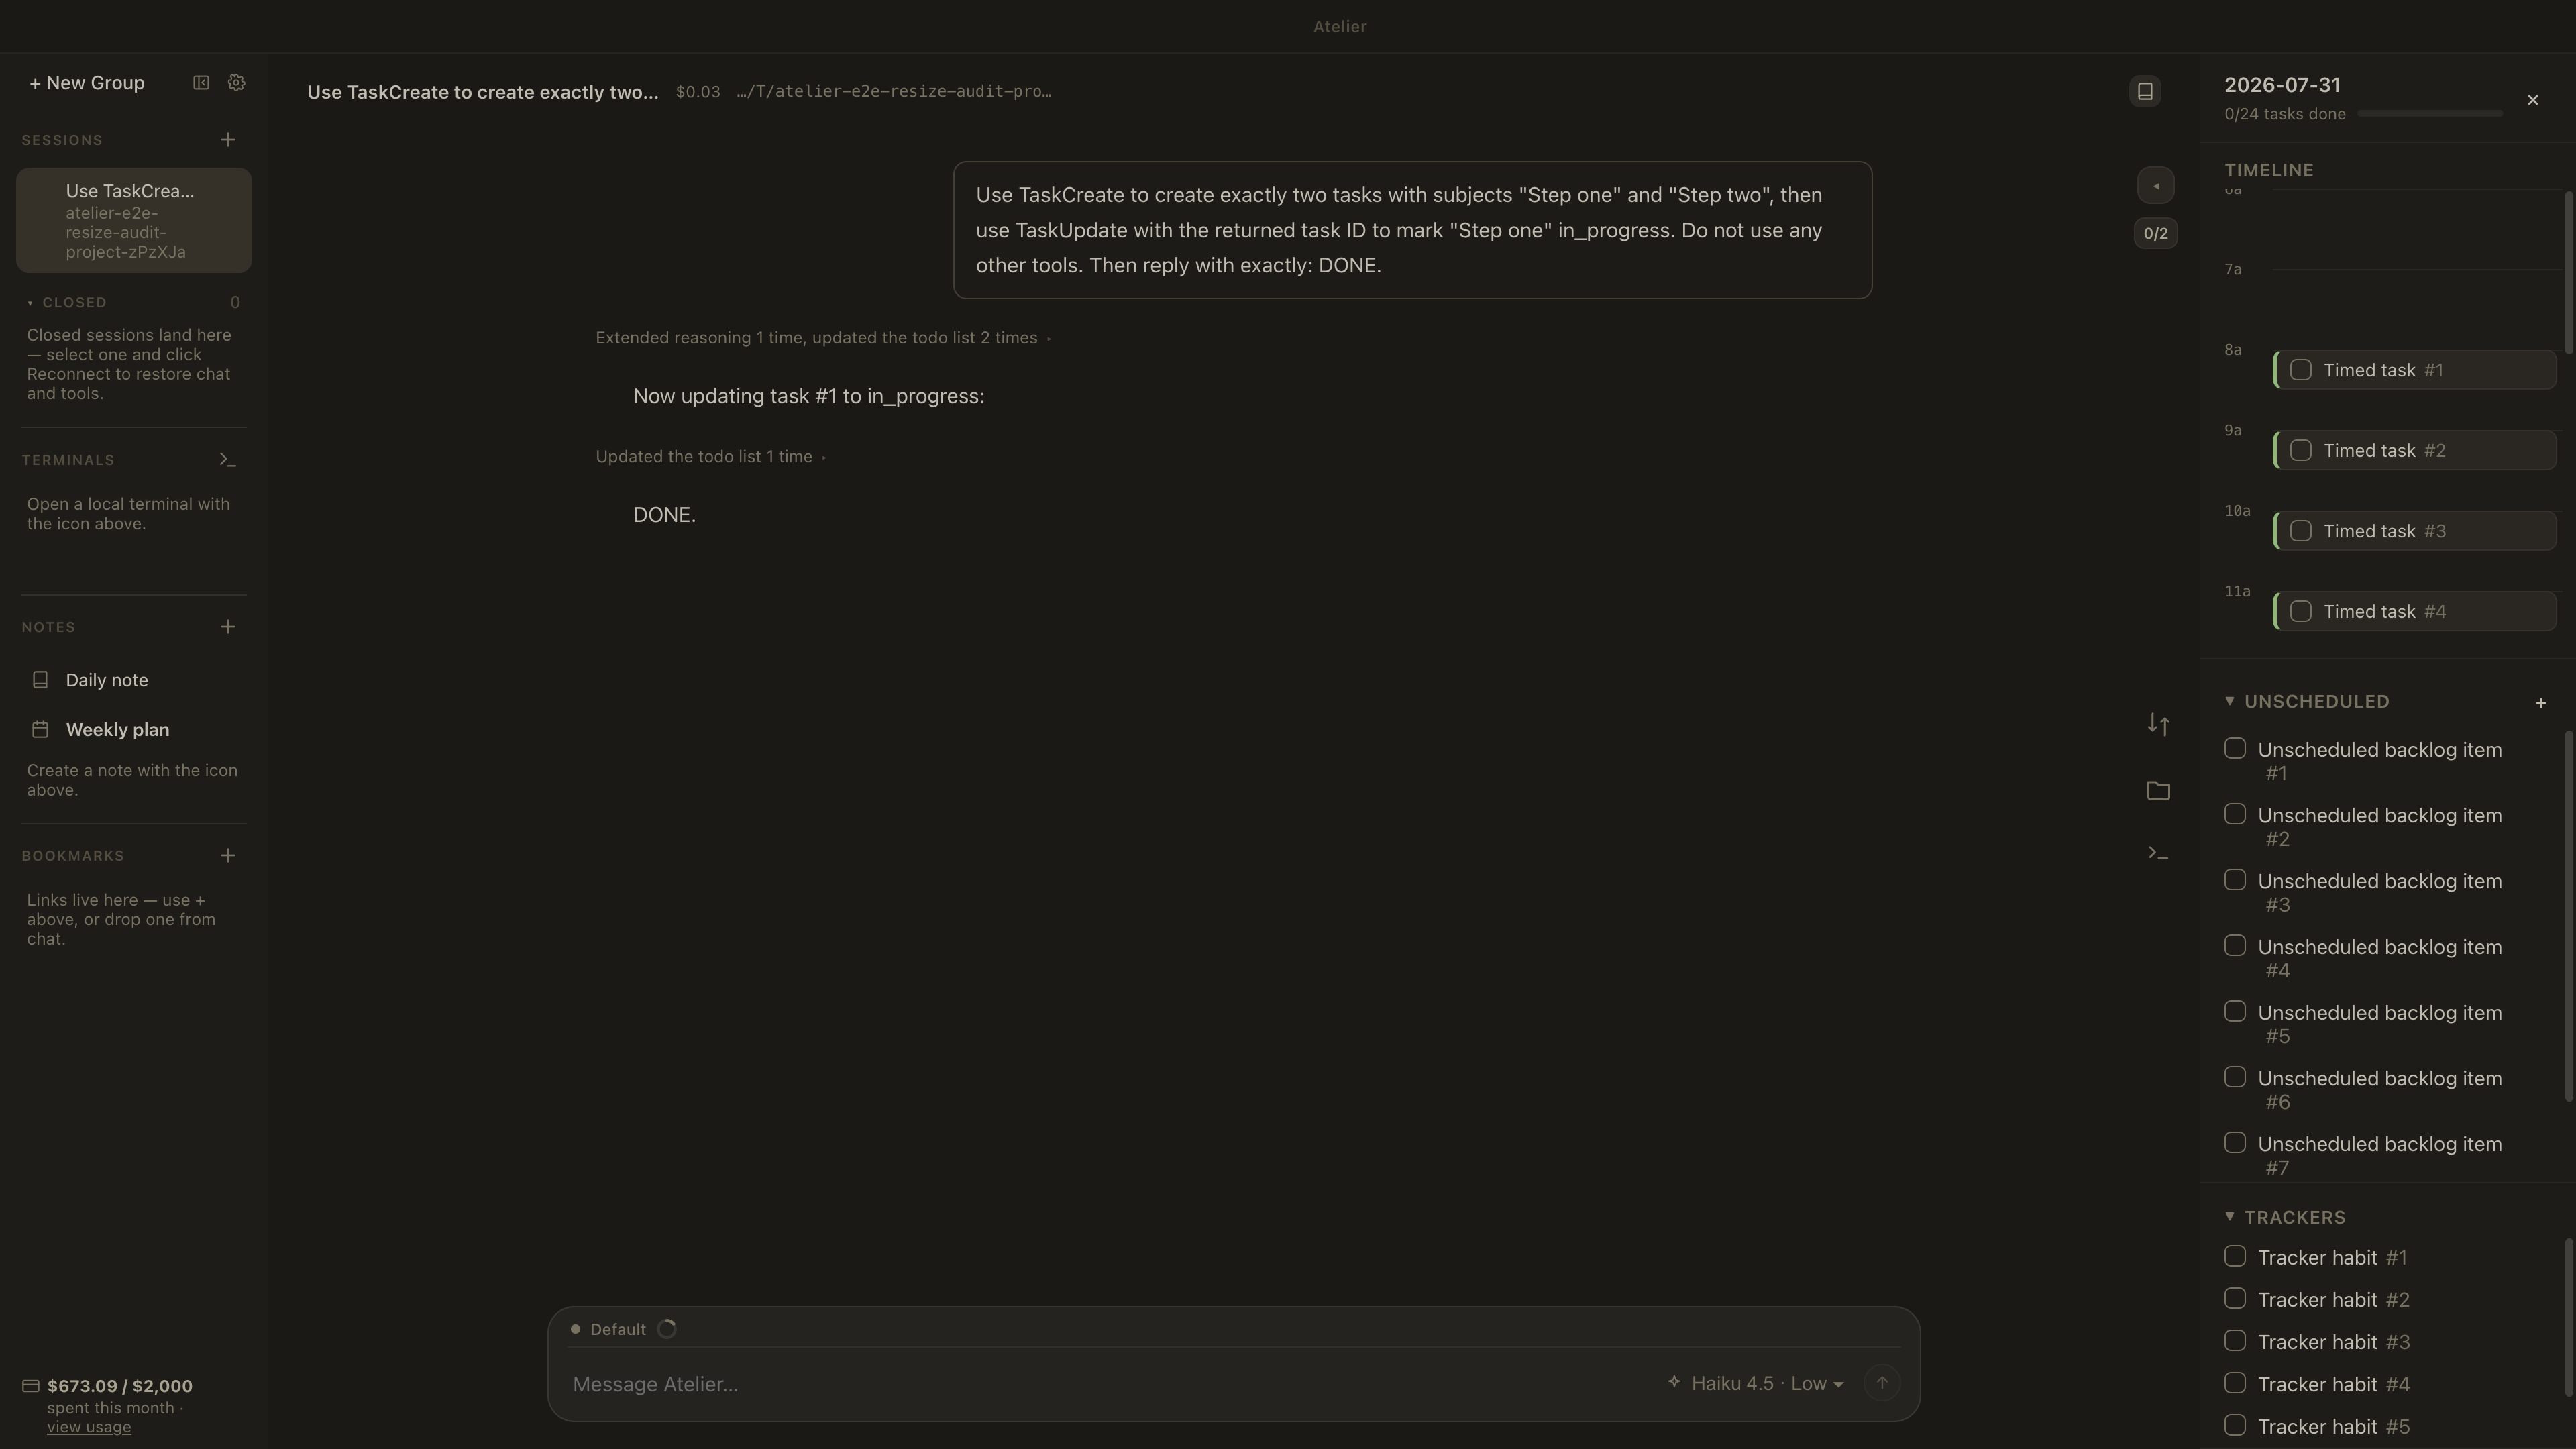 Atelier
+ New Group
SESSIONS
Use TaskCrea...
atelier-e2e-
resize-audit-
project-zPzXJa
CLOSED 0
Closed sessions land here
— select one and click
Reconnect to restore chat
and tools.
TERMINALS
Open a local terminal with
the icon above.
NOTES
Daily note
Weekly plan
Create a note with the icon
above.
BOOKMARKS
Links live here — use +
above, or drop one from
chat.
$673.09 / $2,000
spent this month ·
view usage
Use TaskCreate to create exactly two... $0.03 …/T/atelier-e2e-resize-audit-pro…
Use TaskCreate to create exactly two tasks with subjects "Step one" and "Step two", then
use TaskUpdate with the returned task ID to mark "Step one" in_progress. Do not use any
other tools. Then reply with exactly: DONE.
0/2
Extended reasoning 1 time, updated the todo list 2 times
Now updating task #1 to in_progress:
Updated the todo list 1 time
DONE.
Default
Message Atelier...
Haiku 4.5 · Low
2026-07-31
0/24 tasks done
TIMELINE
6a
7a
8a
Timed task #1
9a
Timed task #2
10a
Timed task #3
11a
Timed task #4
UNSCHEDULED +
Unscheduled backlog item
#1
Unscheduled backlog item
#2
Unscheduled backlog item
#3
Unscheduled backlog item
#4
Unscheduled backlog item
#5
Unscheduled backlog item
#6
Unscheduled backlog item
#7
TRACKERS
Tracker habit #1
Tracker habit #2
Tracker habit #3
Tracker habit #4
Tracker habit #5